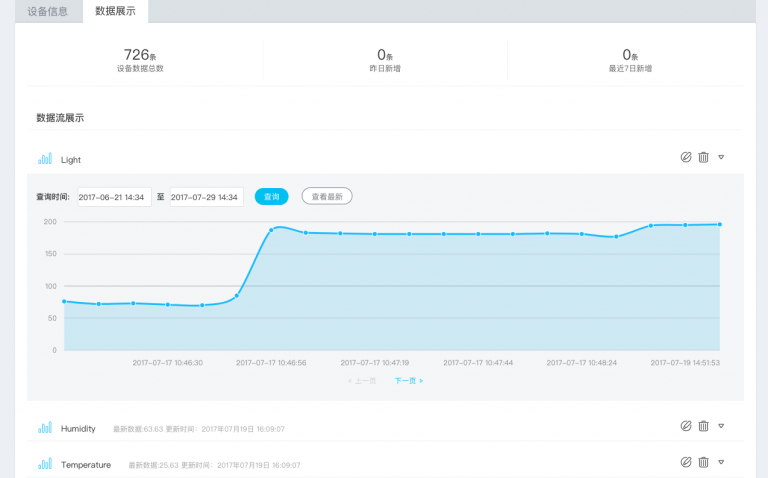 设备信息 数据展示
726条 0条 0条
设备数据总数 昨日新增 最近7日新增
数据流展示
Light
查询时间: 2017-06-21 14:34 至 2017-07-29 14:34 查询 查看最新
200
150
100
50
0
2017-07-17 10:46:30 2017-07-17 10:46:56 2017-07-17 10:47:19 2017-07-17 10:47:44 2017-07-17 10:48:24 2017-07-19 14:51:53
« 上一页 下一页 »
Humidity 最新数据:63.63 更新时间：2017年07月19日 16:09:07
Temperature 最新数据:25.63 更新时间：2017年07月19日 16:09:07